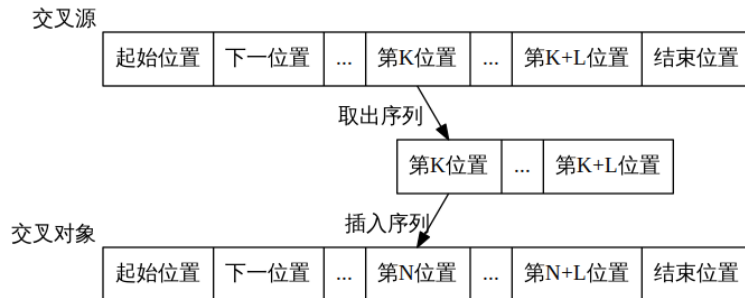 交叉源
起始位置 下一位置 ... 第K位置 ... 第K+L位置 结束位置
取出序列
第K位置 ... 第K+L位置
插入序列
交叉对象
起始位置 下一位置 ... 第N位置 ... 第N+L位置 结束位置